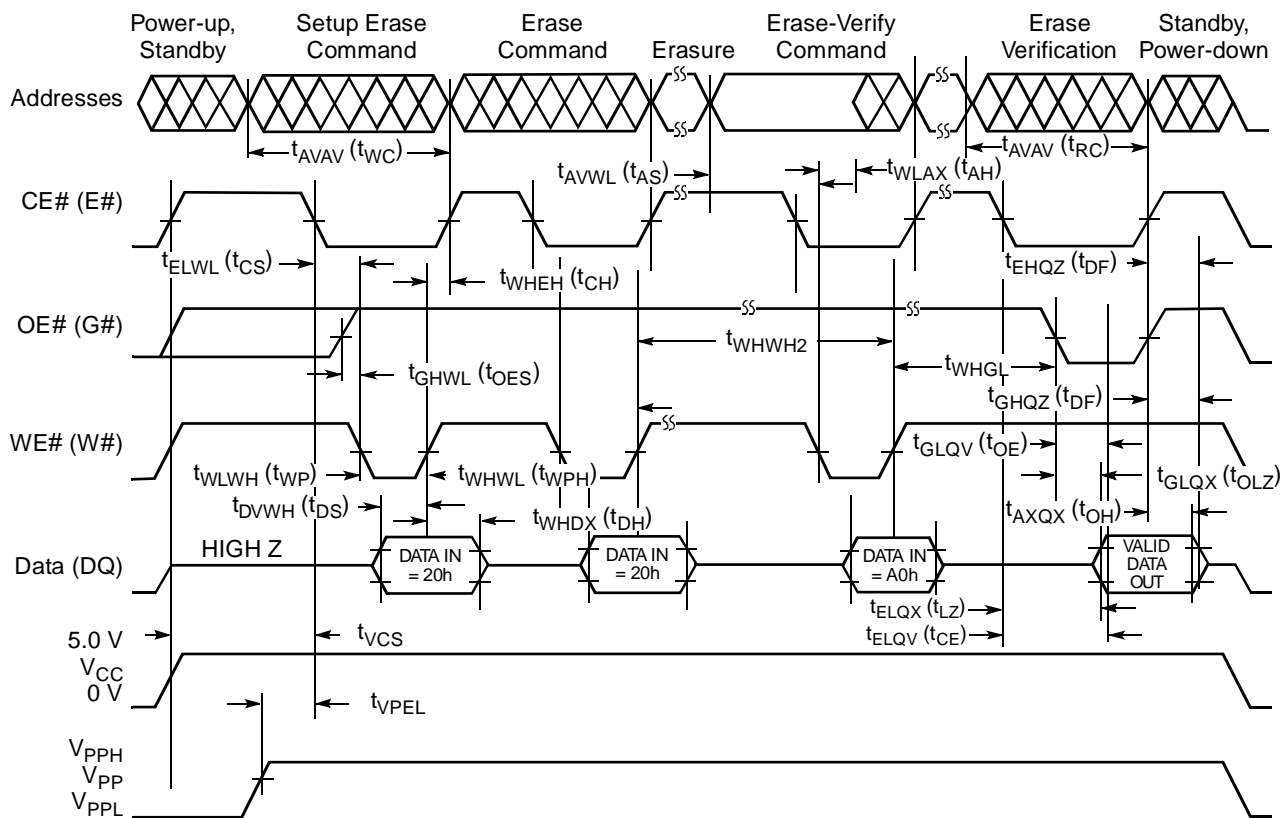 Power-up, Standby
Setup Erase Command
Erase Command
Erasure
Erase-Verify Command
Erase Verification
Standby, Power-down
Addresses
tAVAV (tWC)
tAVWL (tAS)
tWLAX (tAH)
tAVAV (tRC)
CE# (E#)
tELWL (tCS)
tWHEH (tCH)
tEHQZ (tDF)
OE# (G#)
tGHWL (tOES)
tWHWH2
tWHGL
tGHQZ (tDF)
WE# (W#)
tWLWH (tWP)
tWHWL (tWPH)
tGLQV (tOE)
tGLQX (tOLZ)
tDVWH (tDS)
tWHDX (tDH)
tAXQX (tOH)
Data (DQ)
HIGH Z
DATA IN
= 20h
DATA IN
= 20h
DATA IN
= A0h
VALID
DATA
OUT
tELQX (tLZ)
tELQV (tCE)
5.0 V
VCC
0 V
tVCS
tVPEL
VPPH
VPP
VPPL